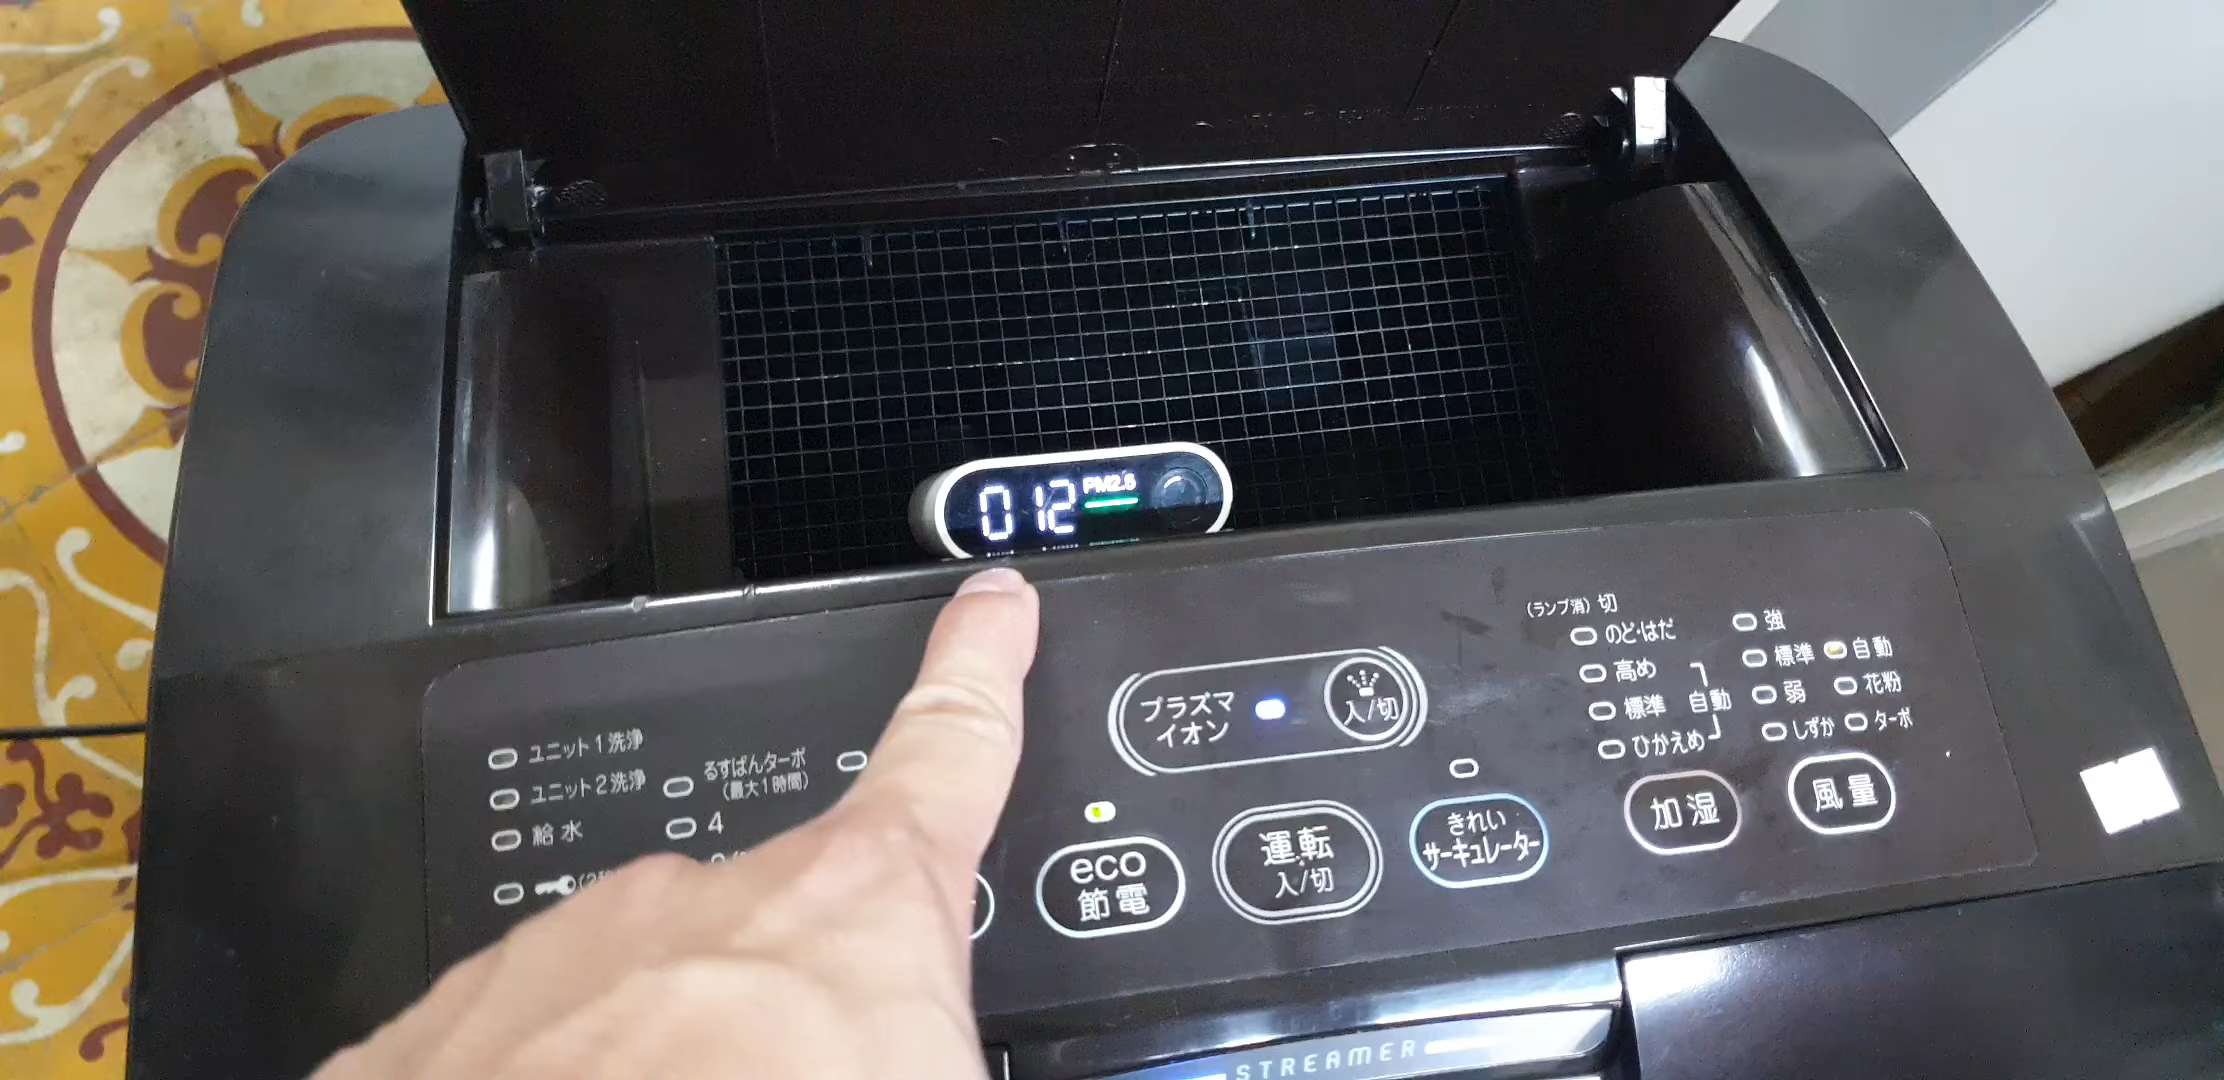 012 PM2.5
(ランプ消) 切
のど・はだ
高め
標準 自動
ひかえめ
強
標準 自動
弱 花粉
しずか ターボ
プラズマ
イオン
入/切
ユニット1洗浄
ユニット2洗浄
給水
るすばんターボ
(最大1時間)
4
eco
節電
運転
入/切
きれい
サーキュレーター
加湿
風量
STREAMER